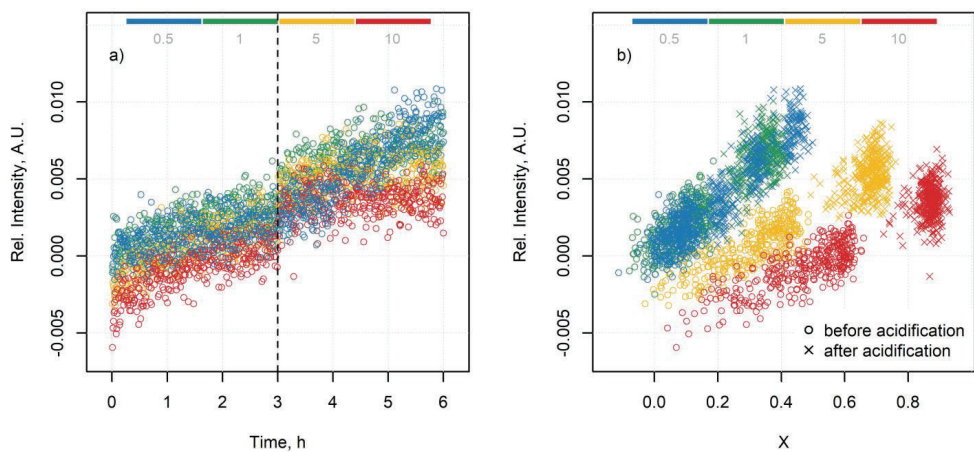 0.5 1 5 10
a)
Rel. Intensity, A.U.
0.010
0.005
0.000
-0.005
0 1 2 3 4 5 6
Time, h
0.5 1 5 10
b)
Rel. Intensity, A.U.
0.010
0.005
0.000
-0.005
before acidification
after acidification
0.0 0.2 0.4 0.6 0.8
X